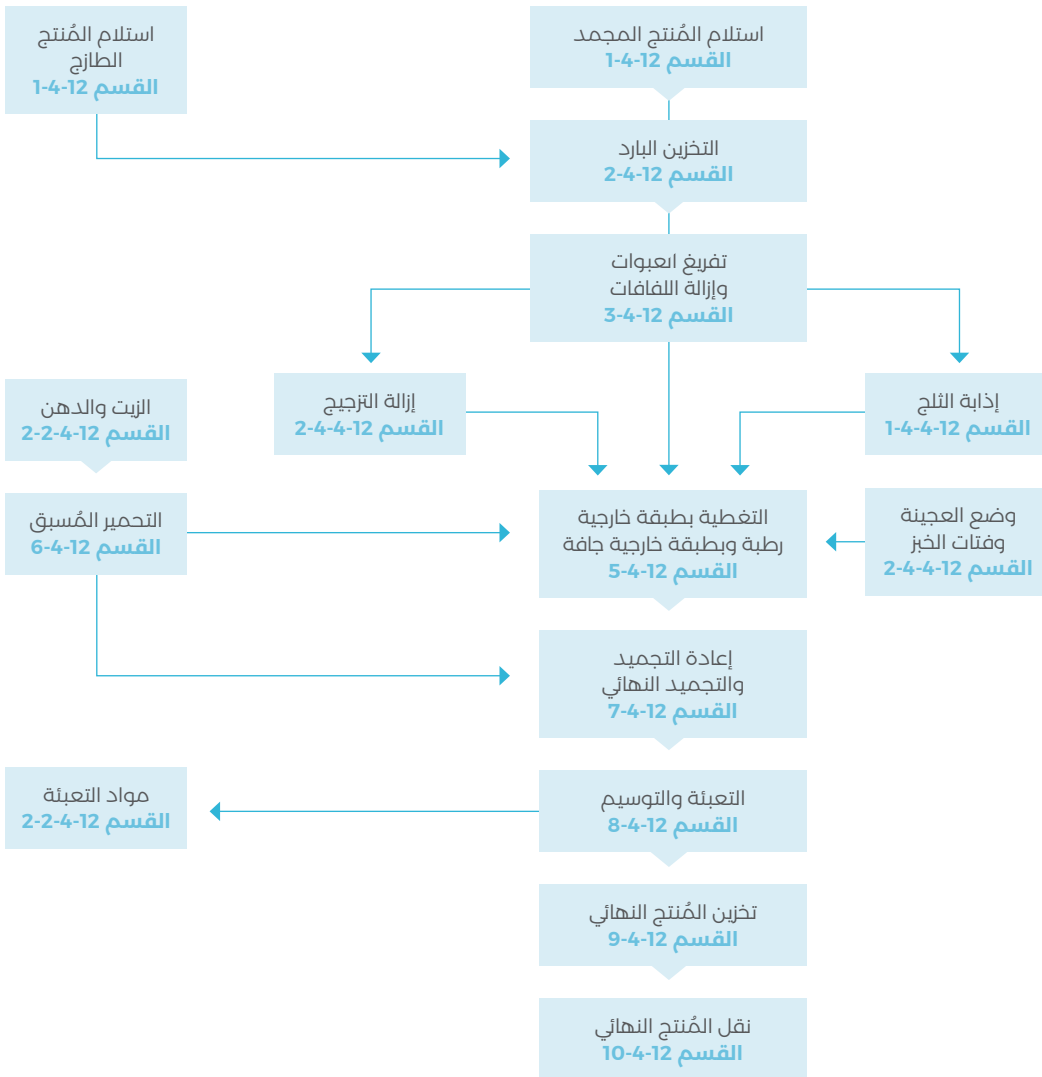 استلام المُنتج المجمد
القسم 12-4-1
استلام المُنتج
الطازج
القسم 12-4-1
التخزين البارد
القسم 12-4-2
تفريغ العبوات
وإزالة اللفافات
القسم 12-4-3
إذابة الثلج
القسم 12-4-4-1
إزالة التزجيج
القسم 12-4-4-2
الزيت والدهن
القسم 12-4-2-2
وضع العجينة
وفتات الخبز
القسم 12-4-4-2
التغطية بطبقة خارجية
رطبة وبطبقة خارجية جافة
القسم 12-4-5
التحمير المُسبق
القسم 12-4-6
إعادة التجميد
والتجميد النهائي
القسم 12-4-7
التعبئة والتوسيم
القسم 12-4-8
مواد التعبئة
القسم 12-4-2-2
تخزين المُنتج النهائي
القسم 12-4-9
نقل المُنتج النهائي
القسم 12-4-10